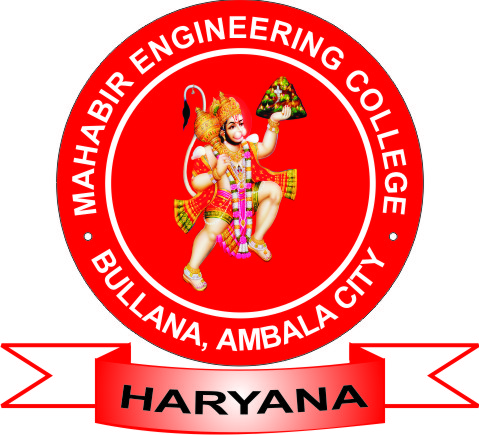 MAHABIR ENGINEERING COLLEGE
BULLANA, AMBALA CITY
HARYANA